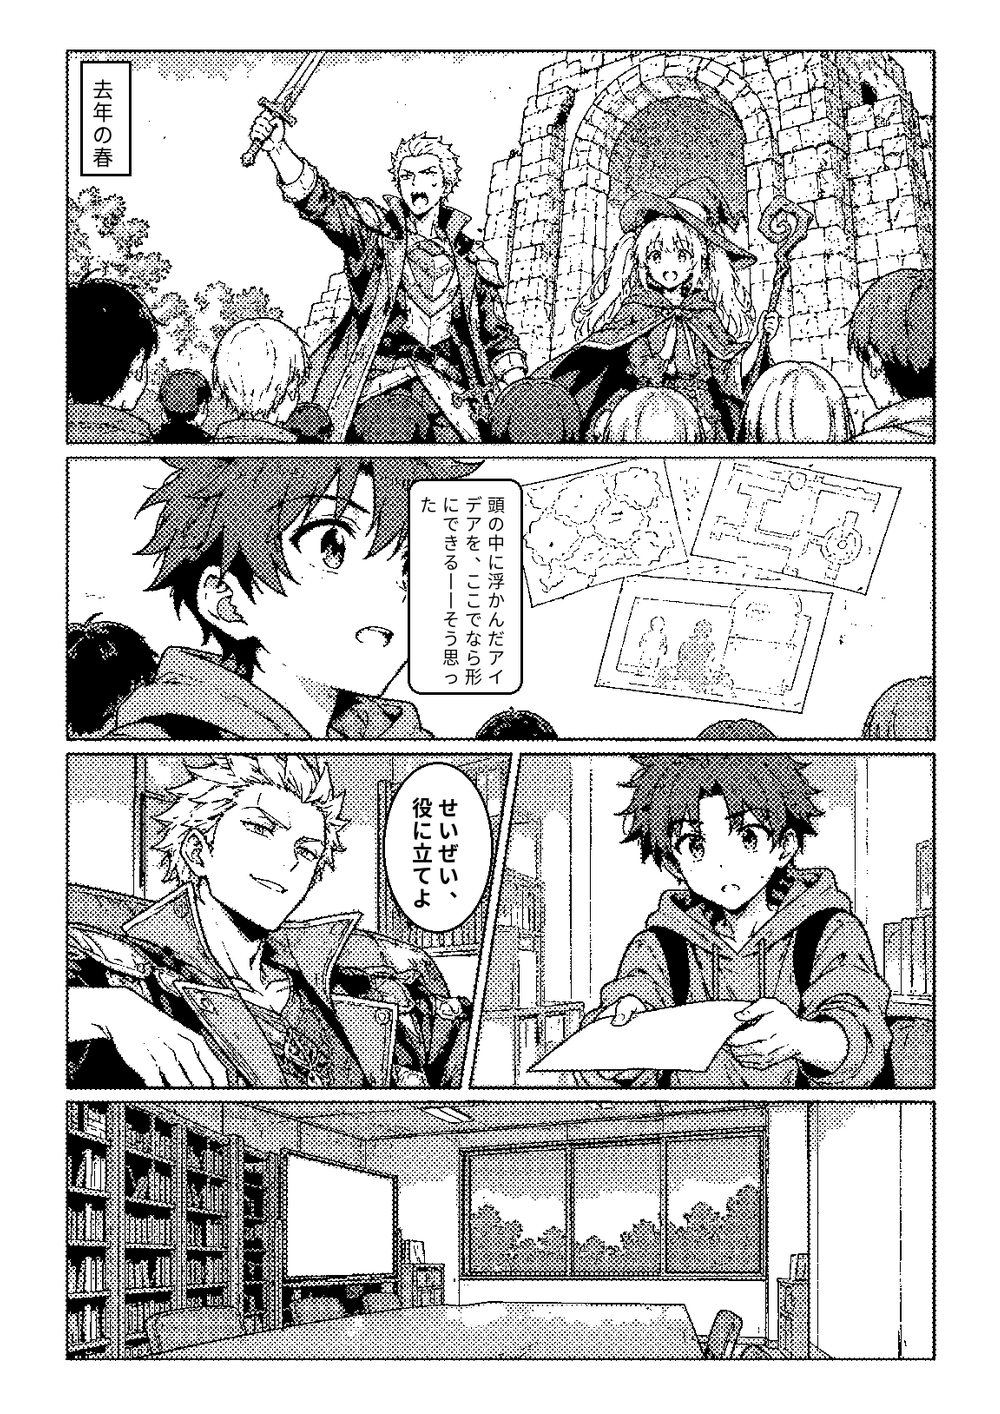 去年の春
頭の中に浮かんだアイ
デアを、ここでなら形
にできる——そう思っ
た
せいぜい、
役に立てよ